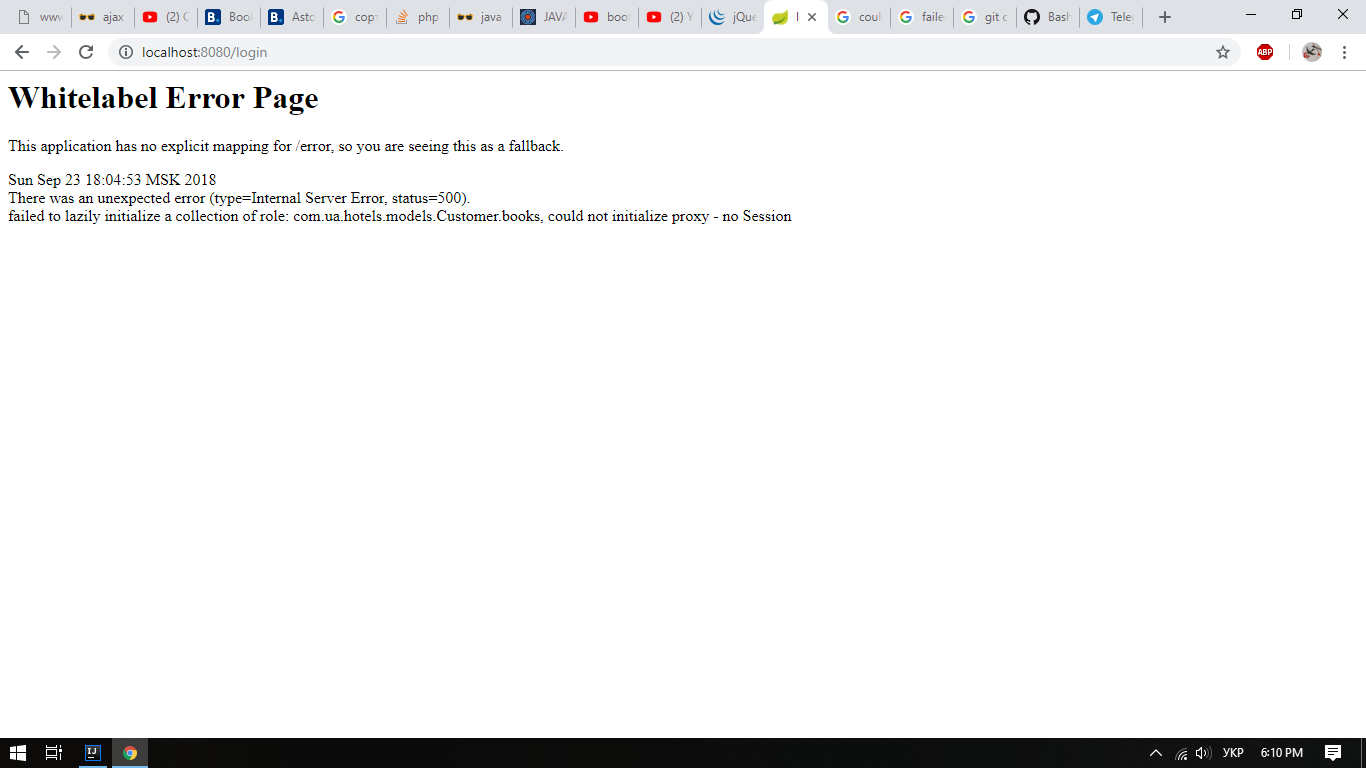 www
ajax
(2) C
Book
Asto
copy
php
java
JAVA
boot
(2) Y
jQue
coul
faile
git c
Bash
Tele
localhost:8080/login
ABP
Whitelabel Error Page
This application has no explicit mapping for /error, so you are seeing this as a fallback.
Sun Sep 23 18:04:53 MSK 2018
There was an unexpected error (type=Internal Server Error, status=500).
failed to lazily initialize a collection of role: com.ua.hotels.models.Customer.books, could not initialize proxy - no Session
IJ
УКР
6:10 PM